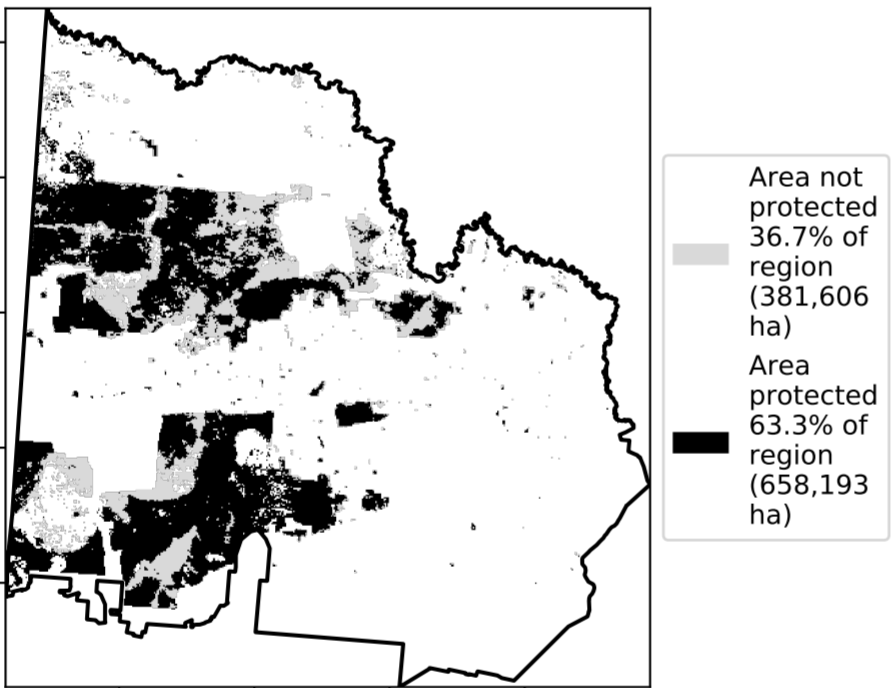 Area not
protected
36.7% of
region
(381,606
ha)
Area
protected
63.3% of
region
(658,193
ha)